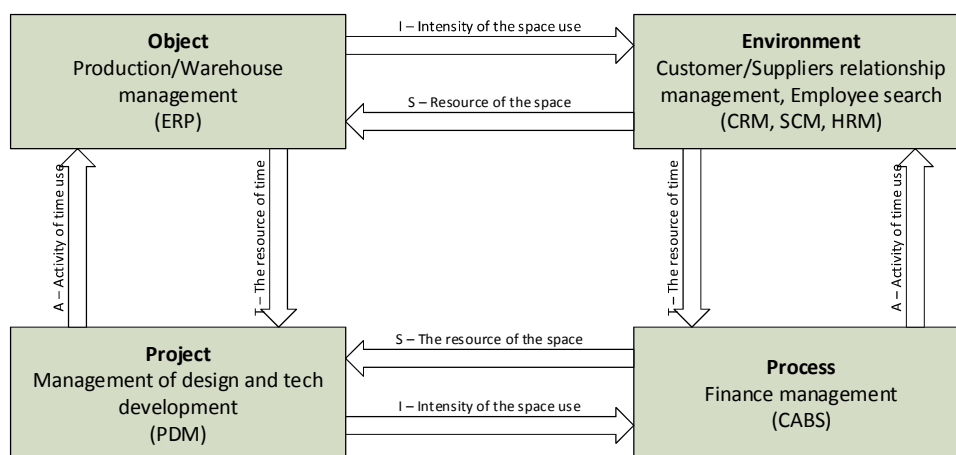 Object
Production/Warehouse
management
(ERP)
I – Intensity of the space use
S – Resource of the space
Environment
Customer/Suppliers relationship
management, Employee search
(CRM, SCM, HRM)
A – Activity of time use
T – The resource of time
T – The resource of time
A – Activity of time use
Project
Management of design and tech
development
(PDM)
S – The resource of the space
I – Intensity of the space use
Process
Finance management
(CABS)